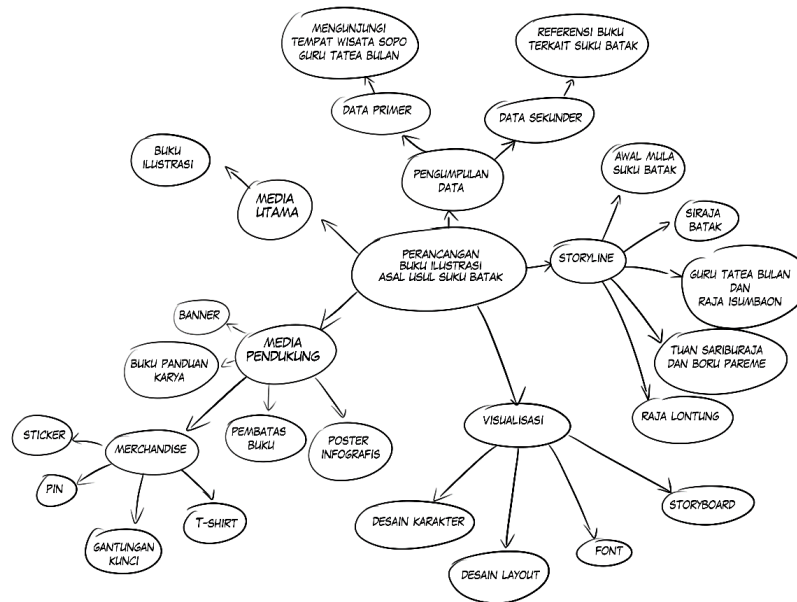 MENGUNJUNGI
TEMPAT WISATA SOPO
GURU TATEA BULAN
REFERENSI BUKU
TERKAIT SUKU BATAK
DATA PRIMER
DATA SEKUNDER
BUKU
ILUSTRASI
MEDIA
UTAMA
PENGUMPULAN
DATA
AWAL MULA
SUKU BATAK
SIRAJA
BATAK
PERANCANGAN
BUKU ILUSTRASI
ASAL USUL SUKU BATAK
STORYLINE
GURU TATEA BULAN
DAN
RAJA ISUMBAON
BANNER
MEDIA
PENDUKUNG
BUKU PANDUAN
KARYA
TUAN SARIBURAJA
DAN BORU PAREME
RAJA LONTUNG
VISUALISASI
PEMBATAS
BUKU
POSTER
INFOGRAFIS
STICKER
MERCHANDISE
PIN
GANTUNGAN
KUNCI
T-SHIRT
DESAIN KARAKTER
DESAIN LAYOUT
FONT
STORYBOARD